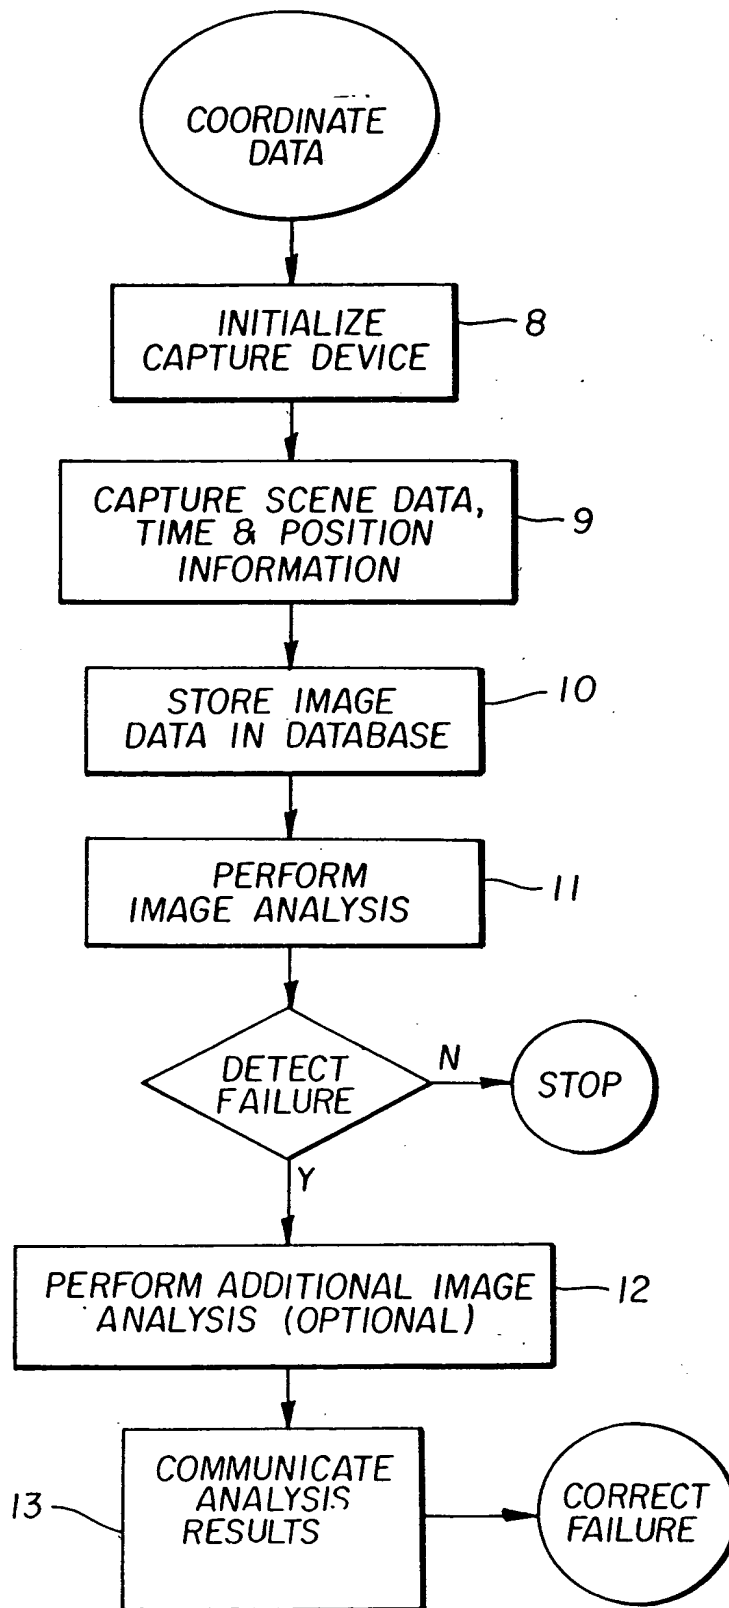 COORDINATE
DATA
INITIALIZE
CAPTURE DEVICE
8
CAPTURE SCENE DATA,
TIME & POSITION
INFORMATION
9
STORE IMAGE
DATA IN DATABASE
10
PERFORM
IMAGE ANALYSIS
11
DETECT
FAILURE
N
STOP
Y
PERFORM ADDITIONAL IMAGE
ANALYSIS (OPTIONAL)
12
COMMUNICATE
ANALYSIS
RESULTS
13
CORRECT
FAILURE